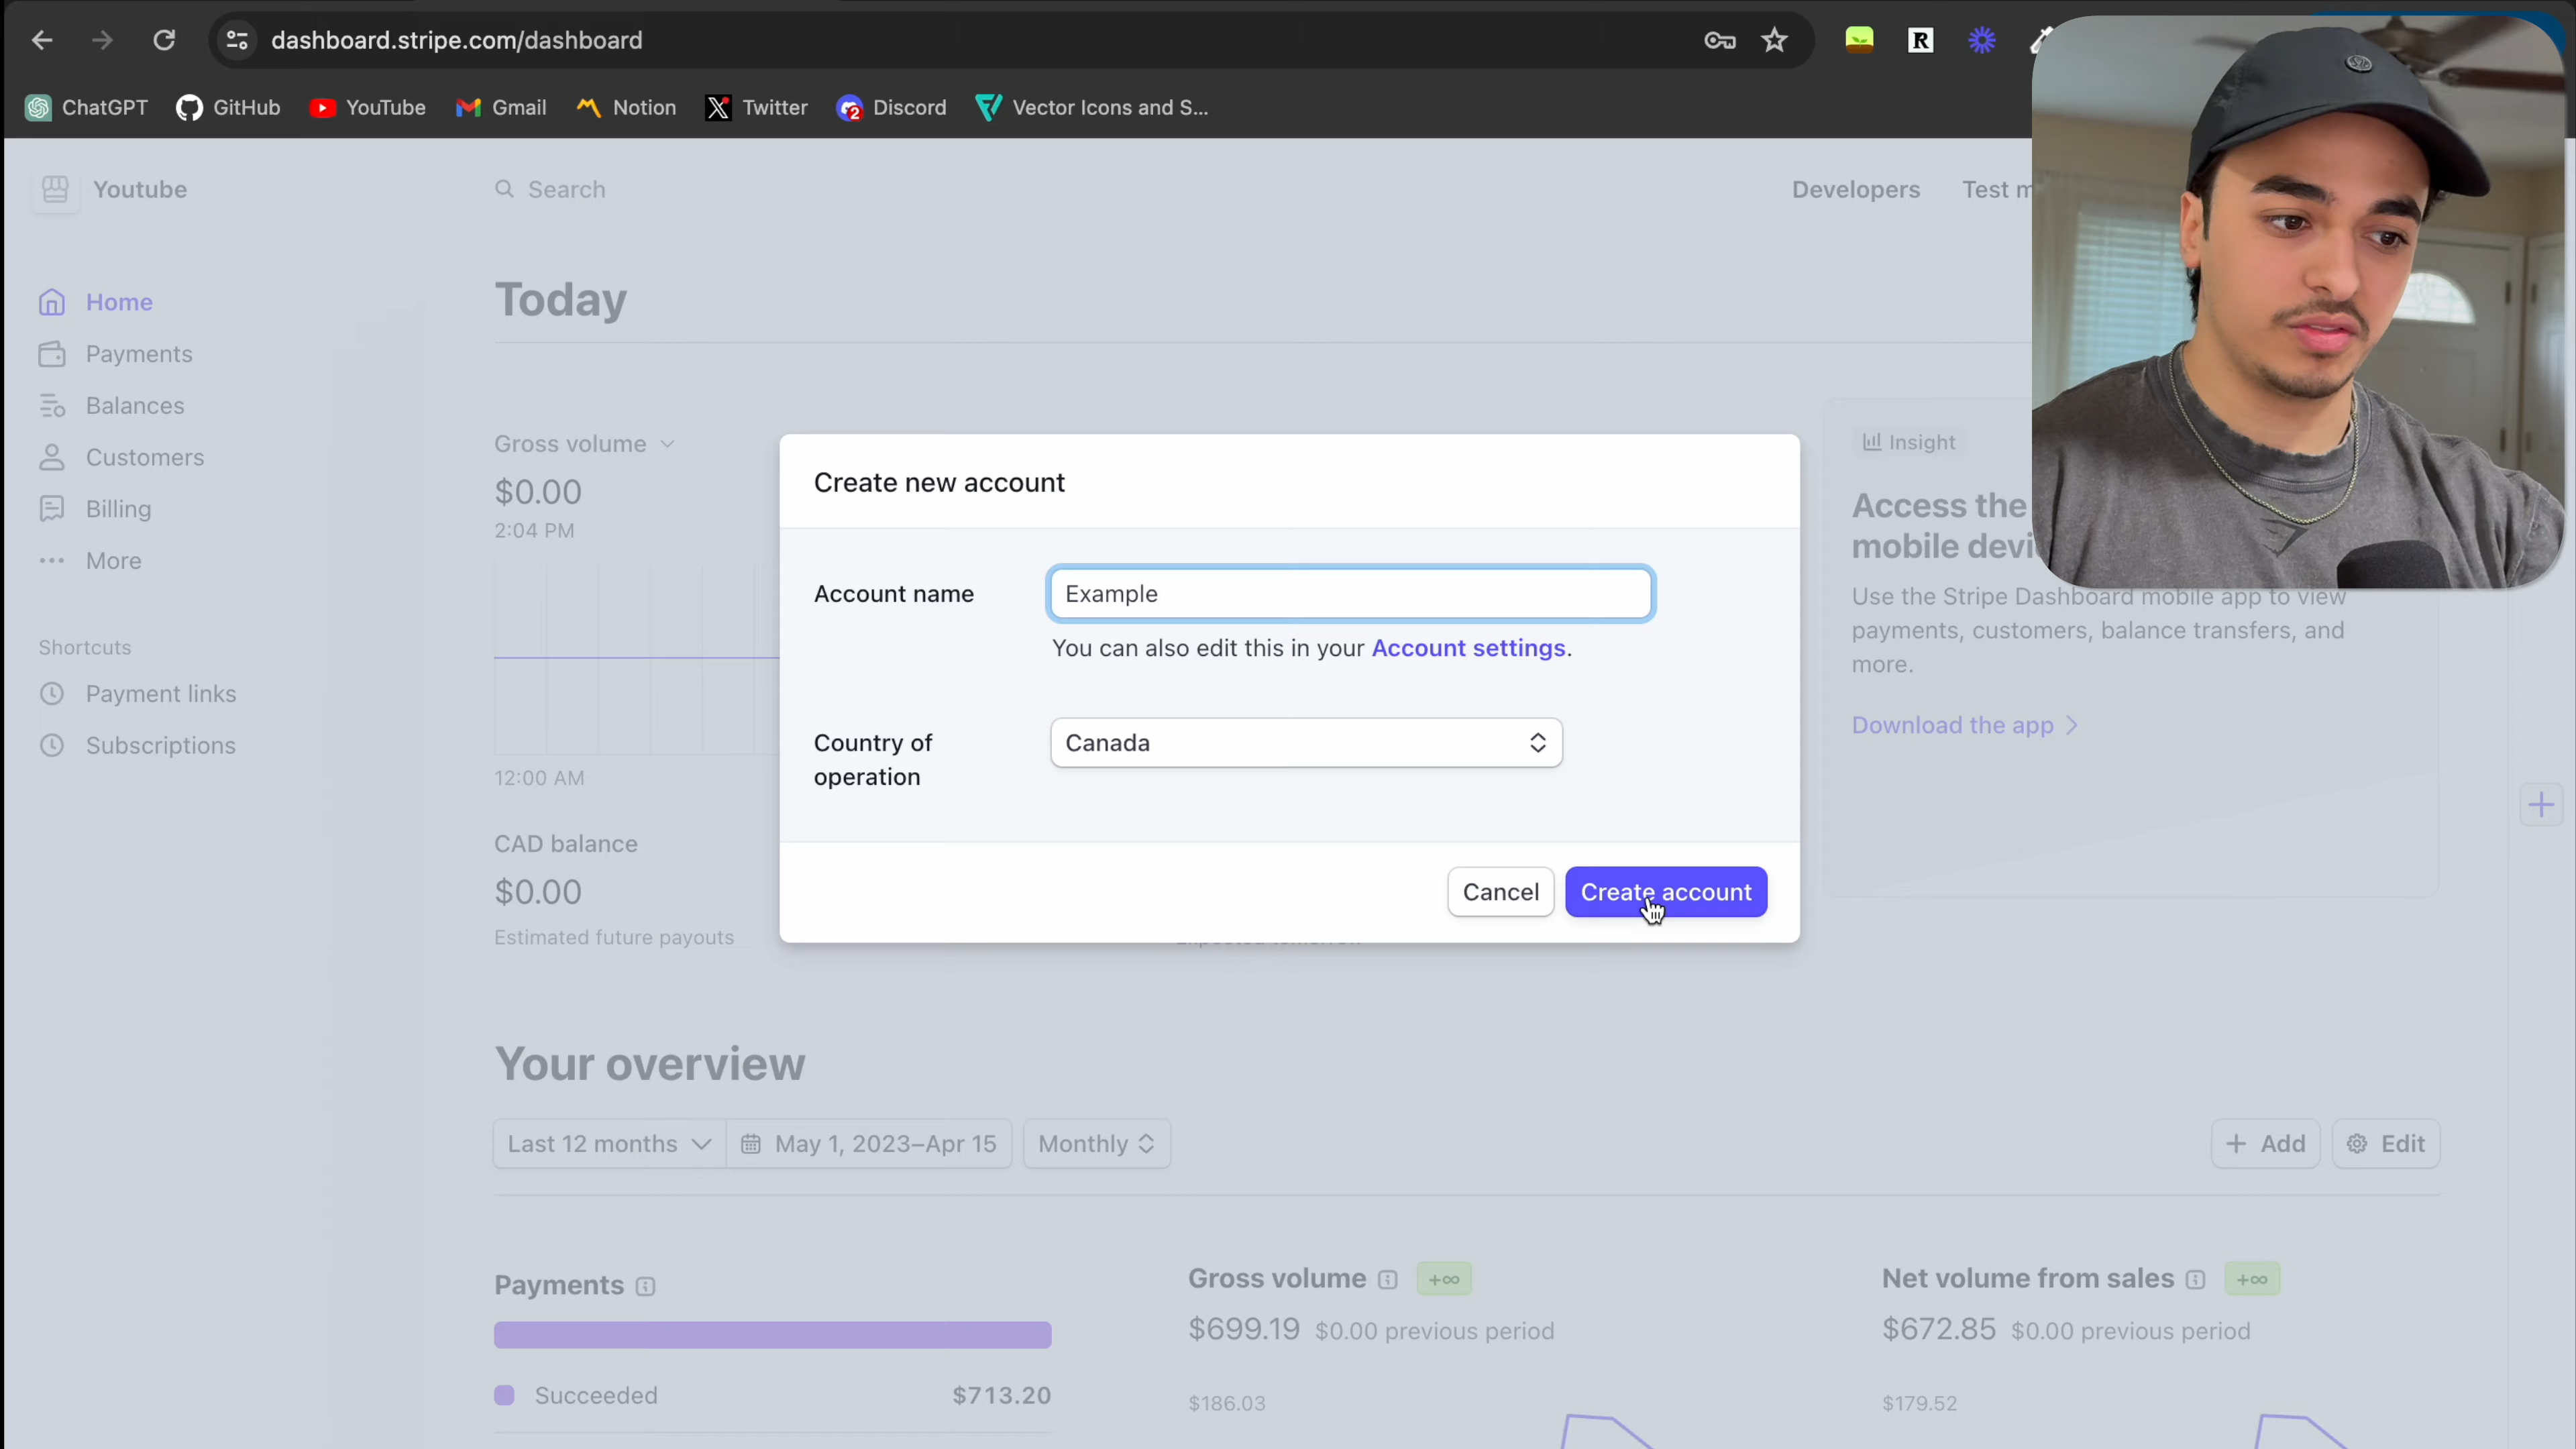 dashboard.stripe.com/dashboard
ChatGPT GitHub YouTube Gmail Notion Twitter 2 Discord Vector Icons and S...
R
Youtube
Search
Developers Test m
Home
Payments
Balances
Customers
Billing
More
Shortcuts
Payment links
Subscriptions
Today
Gross volume
$0.00
2:04 PM
12:00 AM
CAD balance
$0.00
Estimated future payouts
Create new account
Account name
Example
You can also edit this in your Account settings.
Country of
operation
Canada
Cancel
Create account
Insight
Access the
mobile devi
Use the Stripe Dashboard mobile app to view
payments, customers, balance transfers, and
more.
Download the app
Your overview
Last 12 months May 1, 2023–Apr 15 Monthly
+ Add Edit
Payments
Succeeded $713.20
Gross volume +∞
$699.19 $0.00 previous period
$186.03
Net volume from sales +∞
$672.85 $0.00 previous period
$179.52